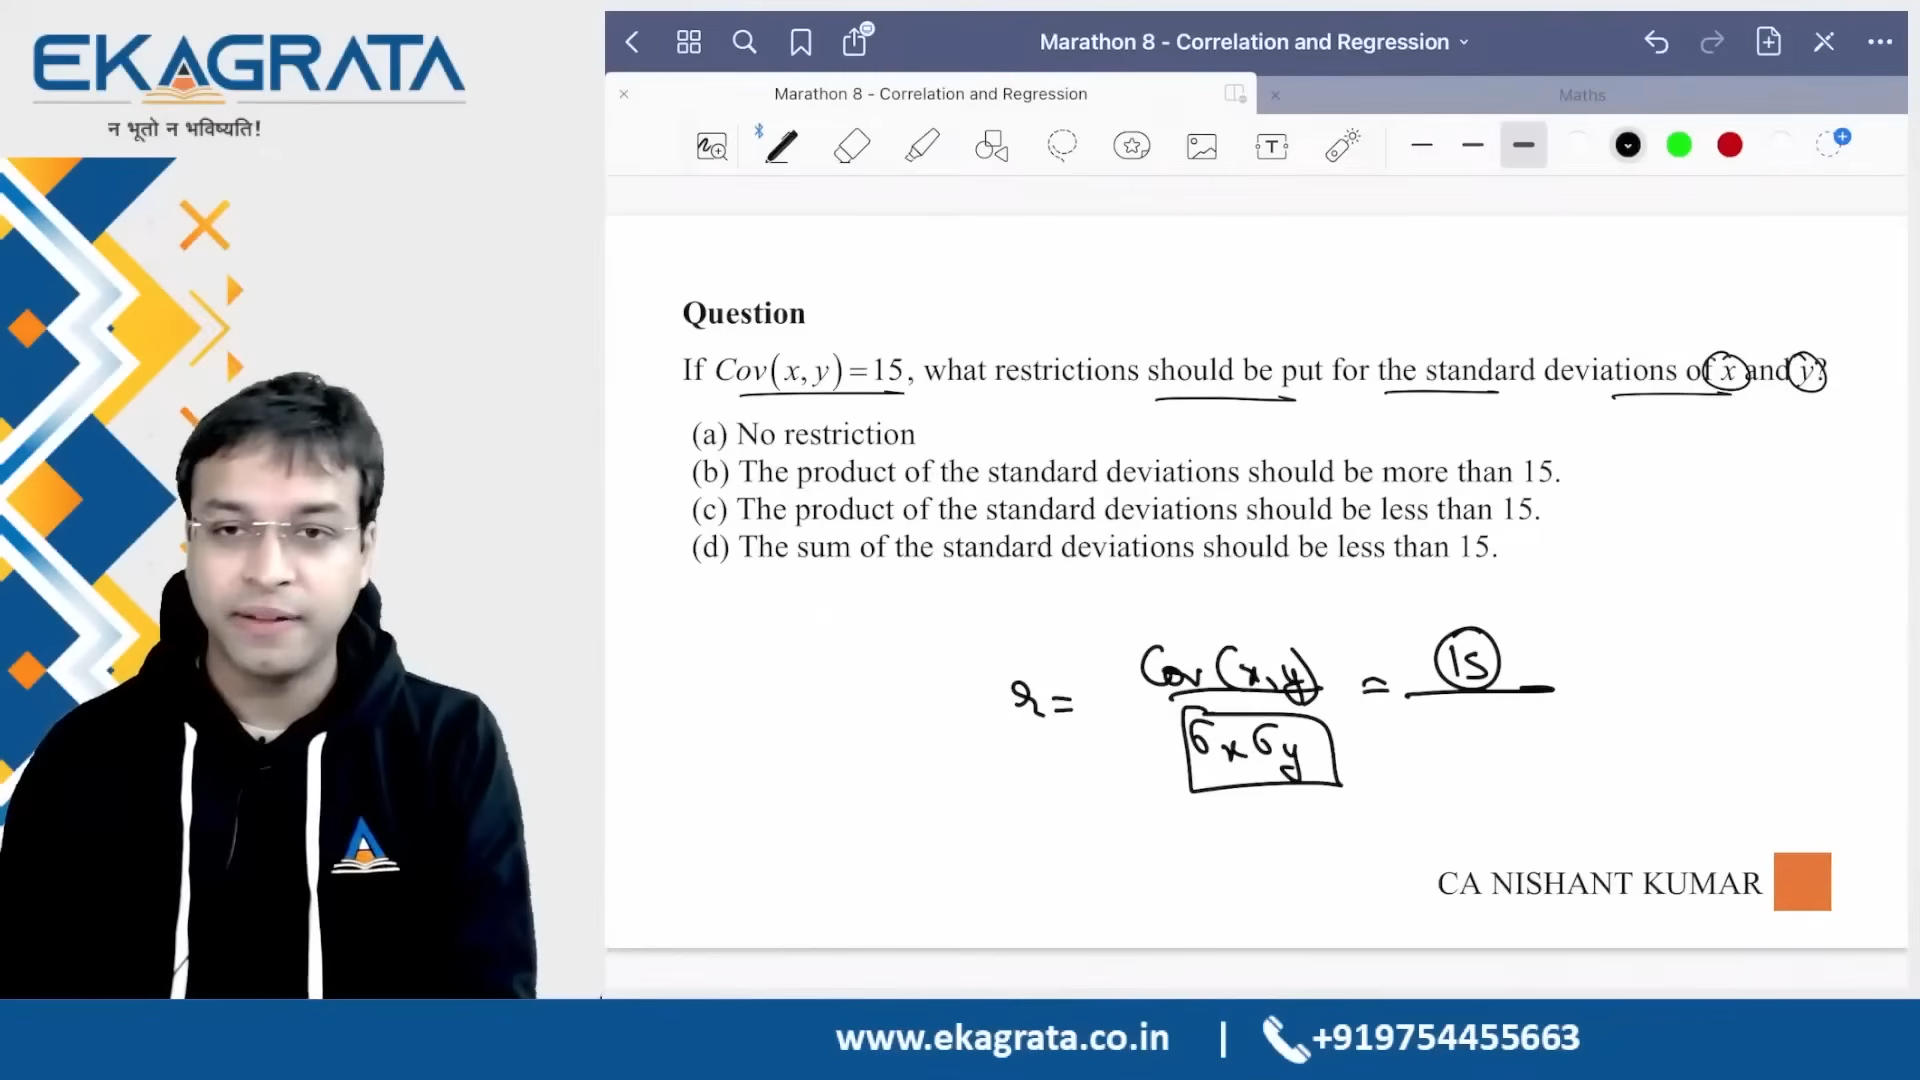 EKAGRATA
न भूतो न भविष्यति!
Marathon 8 - Correlation and Regression
Marathon 8 - Correlation and Regression
Maths
Question
If Cov(x, y) = 15, what restrictions should be put for the standard deviations of x and y?
(a) No restriction
(b) The product of the standard deviations should be more than 15.
(c) The product of the standard deviations should be less than 15.
(d) The sum of the standard deviations should be less than 15.
r = Cov (x, y) / σx σy = 15
CA NISHANT KUMAR
www.ekagrata.co.in | +919754455663